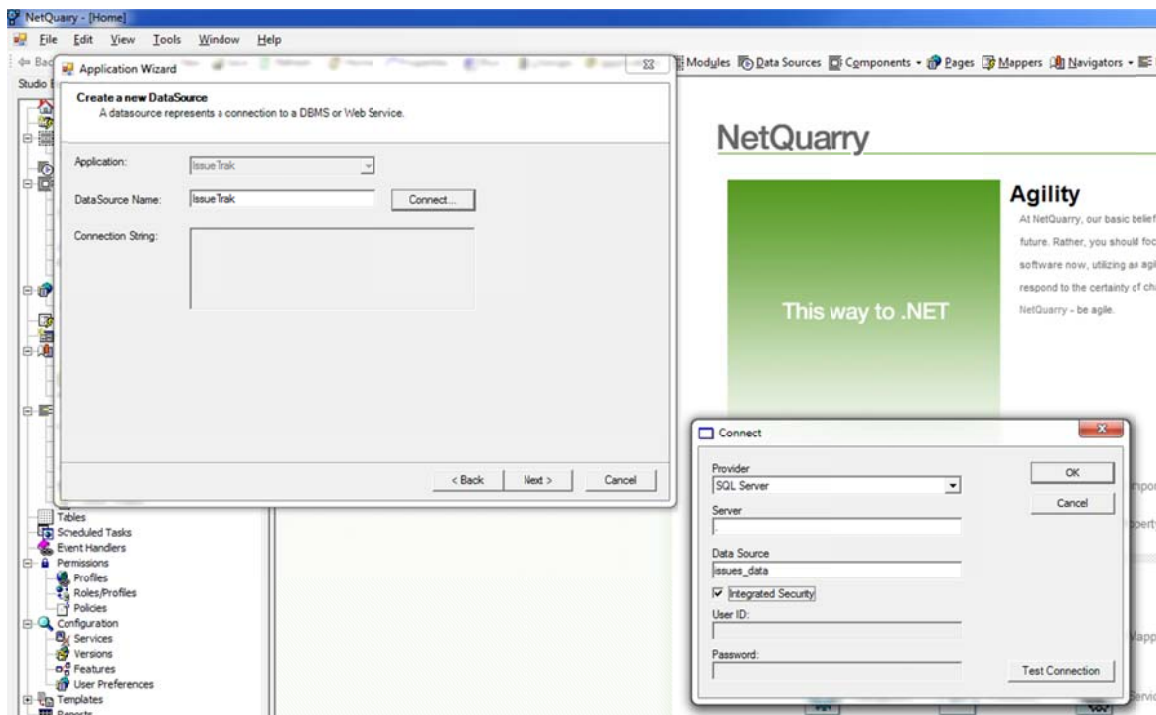 NetQuarry - [Home]
File Edit View Tools Window Help
Bac
Modules Data Sources Components Pages Mappers Navigators
Studio E
Application Wizard
Create a new DataSource
A datasource represents a connection to a DBMS or Web Service.
Application:
IssueTrak
DataSource Name:
IssueTrak
Connect...
Connection String:
< Back
Next >
Cancel
NetQuarry
This way to .NET
Agility
At NetQuarry, our basic belief
future. Rather, you should foc
software now, utilizing as agil
respond to the certainty of cha
NetQuarry - be agile.
Tables
Scheduled Tasks
Event Handlers
Permissions
Profiles
Roles/Profiles
Policies
Configuration
Services
Versions
Features
User Preferences
Templates
Reports
Connect
Provider
SQL Server
Server
.
Data Source
issues_data
Integrated Security
User ID:
Password:
OK
Cancel
Test Connection